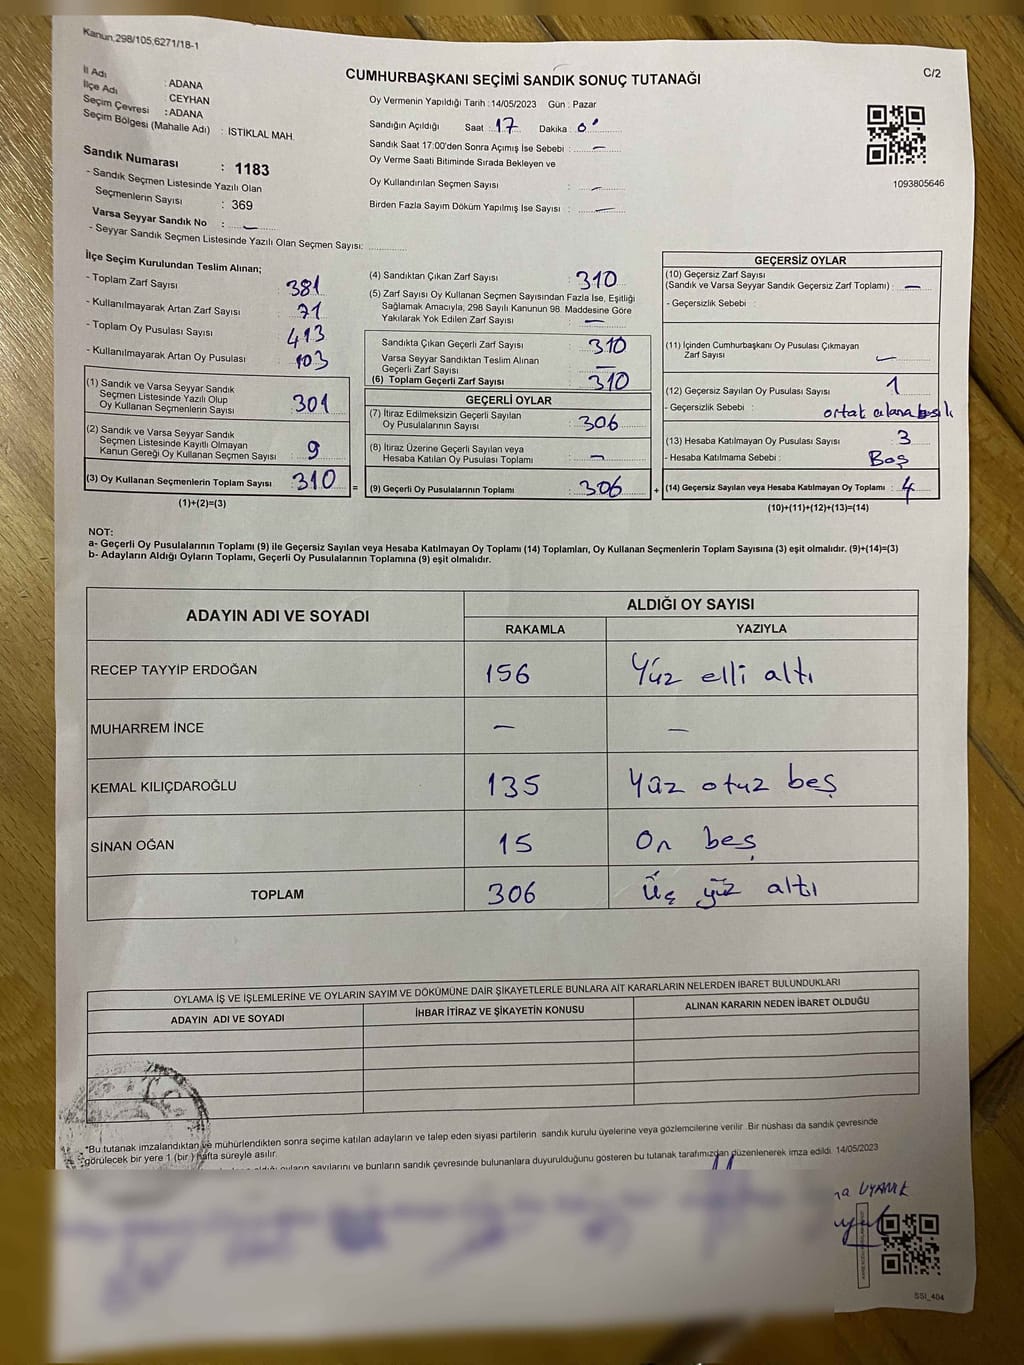 Kanun,298/105,6271/18-1
C/2
CUMHURBAŞKANI SEÇİMİ SANDIK SONUÇ TUTANAĞI
İl Adı : ADANA
İlçe Adı : CEYHAN
Seçim Çevresi : ADANA
Seçim Bölgesi (Mahalle Adı) : İSTİKLAL MAH.
Oy Vermenin Yapıldığı Tarih : 14/05/2023 Gün : Pazar
Sandığın Açıldığı Saat : 17 Dakika : 0
Sandık Saat 17:00'den Sonra Açımış İse Sebebi : —
Oy Verme Saati Bitiminde Sırada Bekleyen ve
Oy Kullandırılan Seçmen Sayısı : —
Birden Fazla Sayım Döküm Yapılmış İse Sayısı : —
1093805646
Sandık Numarası : 1183
- Sandık Seçmen Listesinde Yazılı Olan
Seçmenlerin Sayısı : 369
Varsa Seyyar Sandık No : —
- Seyyar Sandık Seçmen Listesinde Yazılı Olan Seçmen Sayısı:
İlçe Seçim Kurulundan Teslim Alınan;
- Toplam Zarf Sayısı : 381
- Kullanılmayarak Artan Zarf Sayısı : 71
- Toplam Oy Pusulası Sayısı : 413
- Kullanılmayarak Artan Oy Pusulası : 103
(1) Sandık ve Varsa Seyyar Sandık
Seçmen Listesinde Yazılı Olup
Oy Kullanan Seçmenlerin Sayısı : 301
(2) Sandık ve Varsa Seyyar Sandık
Seçmen Listesinde Kayıtlı Olmayan
Kanun Gereği Oy Kullanan Seçmen Sayısı : 9
(3) Oy Kullanan Seçmenlerin Toplam Sayısı : 310 =
(1)+(2)=(3)
(4) Sandıktan Çıkan Zarf Sayısı : 310
(5) Zarf Sayısı Oy Kullanan Seçmen Sayısından Fazla İse, Eşitliği
Sağlamak Amacıyla, 298 Sayılı Kanunun 98. Maddesine Göre
Yakılarak Yok Edilen Zarf Sayısı : —
Sandıkta Çıkan Geçerli Zarf Sayısı : 310
Varsa Seyyar Sandıktan Teslim Alınan
Geçerli Zarf Sayısı : —
(6) Toplam Geçerli Zarf Sayısı : 310
GEÇERLİ OYLAR
(7) İtiraz Edilmeksizin Geçerli Sayılan
Oy Pusulalarının Sayısı : 306
(8) İtiraz Üzerine Geçerli Sayılan veya
Hesaba Katılan Oy Pusulası Toplamı : —
(9) Geçerli Oy Pusulalarının Toplamı : 306 +
GEÇERSİZ OYLAR
(10) Geçersiz Zarf Sayısı
(Sandık ve Varsa Seyyar Sandık Geçersiz Zarf Toplamı) : —
- Geçersizlik Sebebi :
(11) İçinden Cumhurbaşkanı Oy Pusulası Çıkmayan
Zarf Sayısı —
(12) Geçersiz Sayılan Oy Pusulası Sayısı : 1
- Geçersizlik Sebebi : ortak alana basılı
(13) Hesaba Katılmayan Oy Pusulası Sayısı : 3
- Hesaba Katılmama Sebebi : Boş
(14) Geçersiz Sayılan veya Hesaba Katılmayan Oy Toplamı : 4
(10)+(11)+(12)+(13)=(14)
NOT:
a- Geçerli Oy Pusulalarının Toplamı (9) ile Geçersiz Sayılan veya Hesaba Katılmayan Oy Toplamı (14) Toplamları, Oy Kullanan Seçmenlerin Toplam Sayısına (3) eşit olmalıdır. (9)+(14)=(3)
b- Adayların Aldığı Oyların Toplamı, Geçerli Oy Pusulalarının Toplamına (9) eşit olmalıdır.
ADAYIN ADI VE SOYADI ALDIĞI OY SAYISI
RAKAMLA YAZIYLA
RECEP TAYYİP ERDOĞAN 156 Yüz elli altı
MUHARREM İNCE — —
KEMAL KILIÇDAROĞLU 135 Yüz otuz beş
SİNAN OĞAN 15 On beş
TOPLAM 306 Üç yüz altı
OYLAMA İŞ VE İŞLEMLERİNE VE OYLARIN SAYIM VE DÖKÜMÜNE DAİR ŞİKAYETLERLE BUNLARA AİT KARARLARIN NELERDEN İBARET BULUNDUKLARI
ADAYIN ADI VE SOYADI İHBAR İTİRAZ VE ŞİKAYETİN KONUSU ALINAN KARARIN NEDEN İBARET OLDUĞU
T.C.
*Bu tutanak imzalandıktan ve mühürlendikten sonra seçime katılan adayların ve talep eden siyasi partilerin sandık kurulu üyelerine veya gözlemcilerine verilir. Bir nüshası da sandık çevresinde
görülecek bir yere 1 (bir ) hafta süreyle asılır.
aldığı oyların sayılarını ve bunların sandık çevresinde bulunanlara duyurulduğunu gösteren bu tutanak tarafımızdan düzenlenerek imza edildi. 14/05/2023
na UYANIK
SSI_404